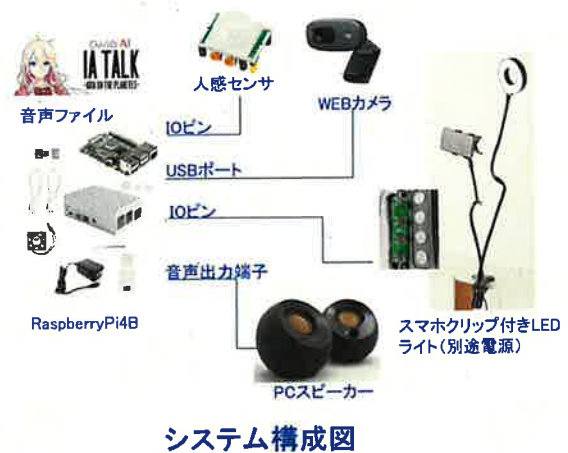 IA TALK
音声ファイル
人感センサ
WEBカメラ
IOピン
USBポート
IOピン
音声出力端子
RaspberryPi4B
PCスピーカー
スマホクリップ付きLED
ライト(別途電源)
システム構成図